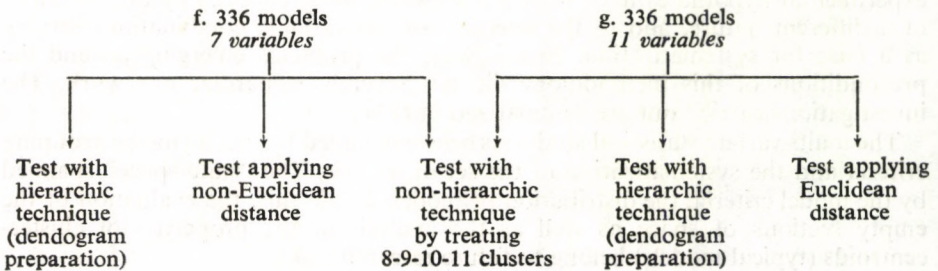 f. 336 models
7 variables
g. 336 models
11 variables
Test with
hierarchic
technique
(dendogram
preparation)
Test applying
non-Euclidean
distance
Test with
non-hierarchic
technique
by treating
8-9-10-11 clusters
Test with
hierarchic
technique
(dendogram
preparation)
Test applying
Euclidean
distance